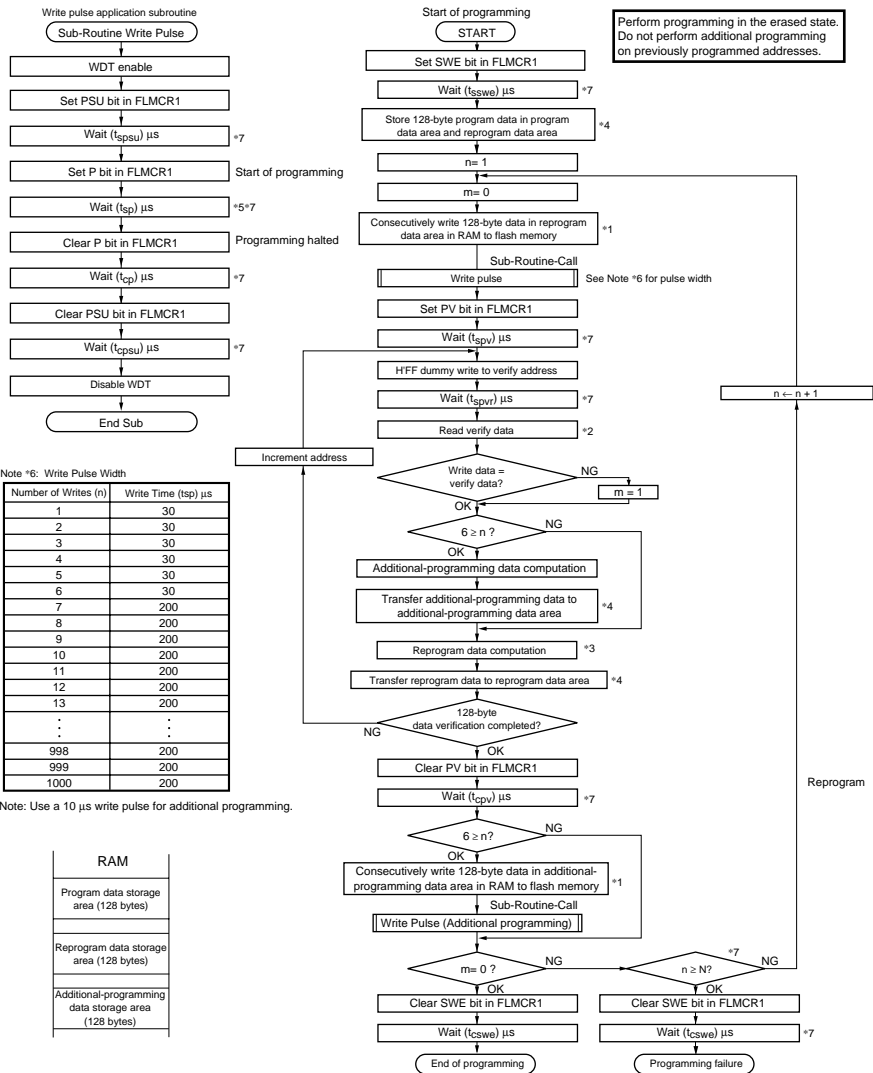 Write pulse application subroutine
Sub-Routine Write Pulse
WDT enable
Set PSU bit in FLMCR1
Wait (tspsu) μs
*7
Set P bit in FLMCR1
Start of programming
Wait (tsp) μs
*5*7
Clear P bit in FLMCR1
Programming halted
Wait (tcp) μs
*7
Clear PSU bit in FLMCR1
Wait (tcpsu) μs
*7
Disable WDT
End Sub
Note *6: Write Pulse Width
Number of Writes (n) Write Time (tsp) μs
1 30
2 30
3 30
4 30
5 30
6 30
7 200
8 200
9 200
10 200
11 200
12 200
13 200
998 200
999 200
1000 200
Note: Use a 10 μs write pulse for additional programming.
RAM
Program data storage
area (128 bytes)
Reprogram data storage
area (128 bytes)
Additional-programming
data storage area
(128 bytes)
Start of programming
START
Perform programming in the erased state.
Do not perform additional programming
on previously programmed addresses.
Set SWE bit in FLMCR1
Wait (tsswe) μs
*7
Store 128-byte program data in program
data area and reprogram data area
*4
n= 1
m= 0
Consecutively write 128-byte data in reprogram
data area in RAM to flash memory
*1
Sub-Routine-Call
Write pulse
See Note *6 for pulse width
Set PV bit in FLMCR1
Wait (tspv) μs
*7
H'FF dummy write to verify address
Wait (tspvr) μs
*7
Read verify data
*2
Increment address
Write data =
verify data?
NG
m = 1
OK
6 ≥ n ?
NG
OK
Additional-programming data computation
Transfer additional-programming data to
additional-programming data area
*4
Reprogram data computation
*3
Transfer reprogram data to reprogram data area
*4
128-byte
data verification completed?
NG
OK
Clear PV bit in FLMCR1
Wait (tcpv) μs
*7
6 ≥ n?
NG
OK
Consecutively write 128-byte data in additional-
programming data area in RAM to flash memory
*1
Sub-Routine-Call
Write Pulse (Additional programming)
m= 0 ?
NG
OK
Clear SWE bit in FLMCR1
Wait (tcswe) μs
End of programming
*7
n ≥ N?
NG
OK
Clear SWE bit in FLMCR1
Wait (tcswe) μs
*7
Programming failure
n ← n + 1
Reprogram